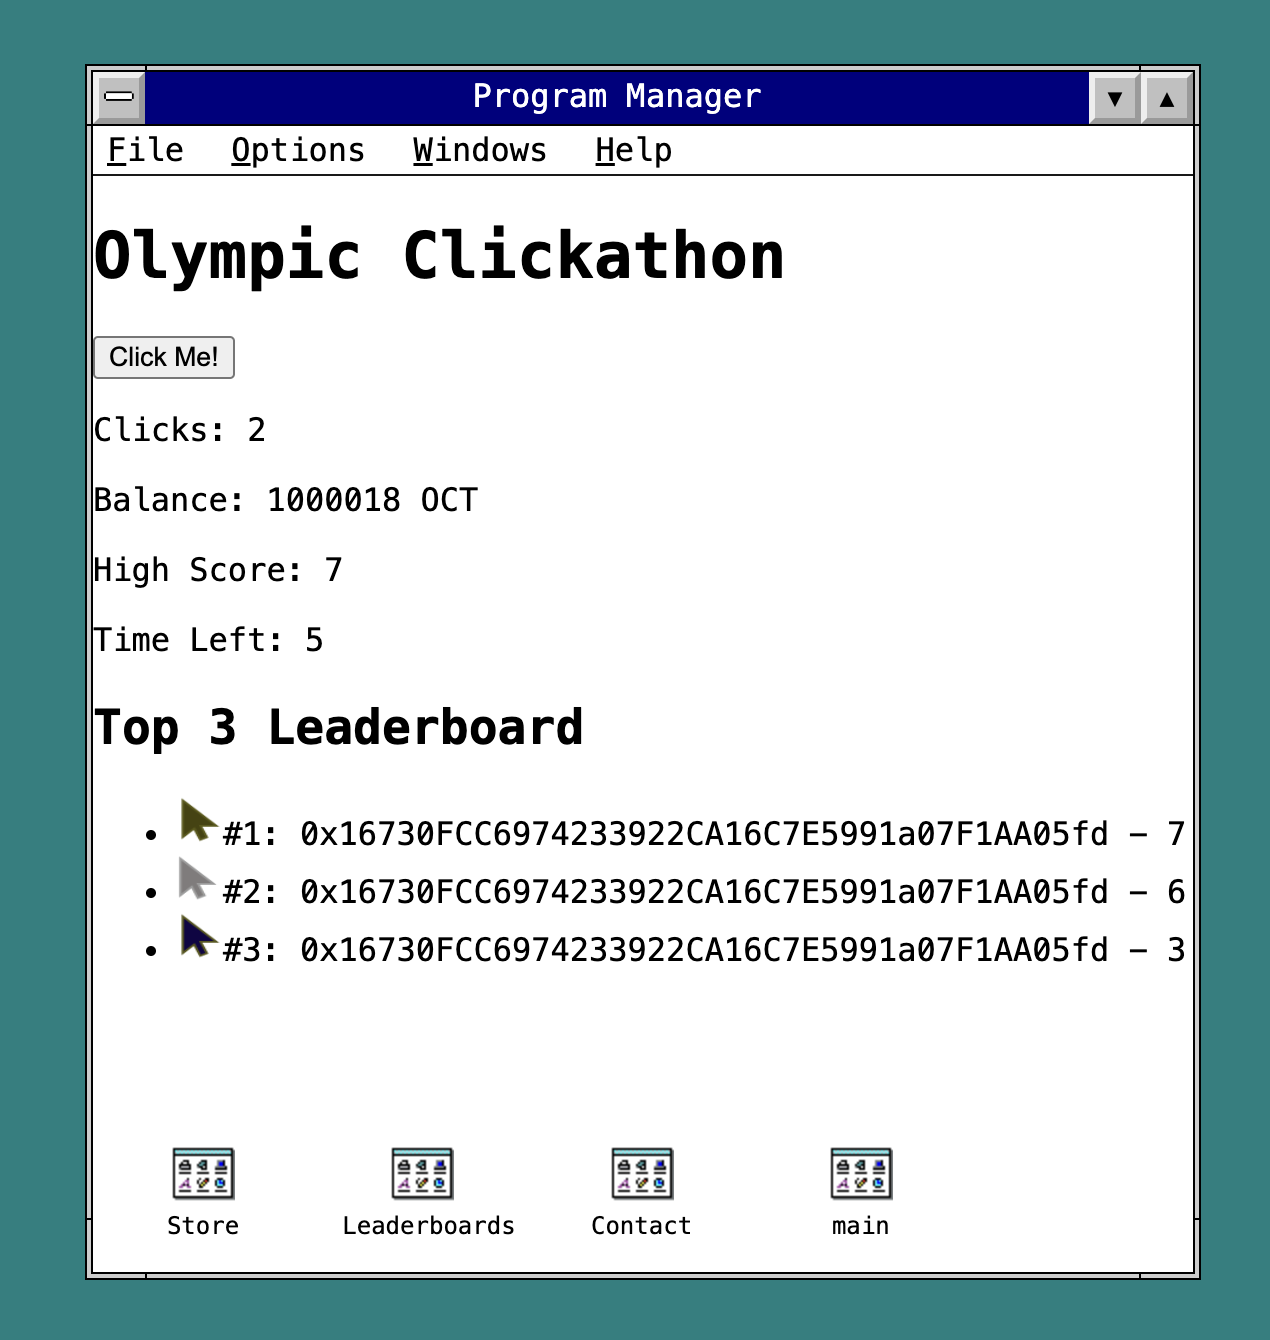 Program Manager
File Options Windows Help
Olympic Clickathon
Click Me!
Clicks: 2
Balance: 1000018 OCT
High Score: 7
Time Left: 5
Top 3 Leaderboard
#1: 0x16730FCC6974233922CA16C7E5991a07F1AA05fd – 7
#2: 0x16730FCC6974233922CA16C7E5991a07F1AA05fd – 6
#3: 0x16730FCC6974233922CA16C7E5991a07F1AA05fd – 3
Store Leaderboards Contact main